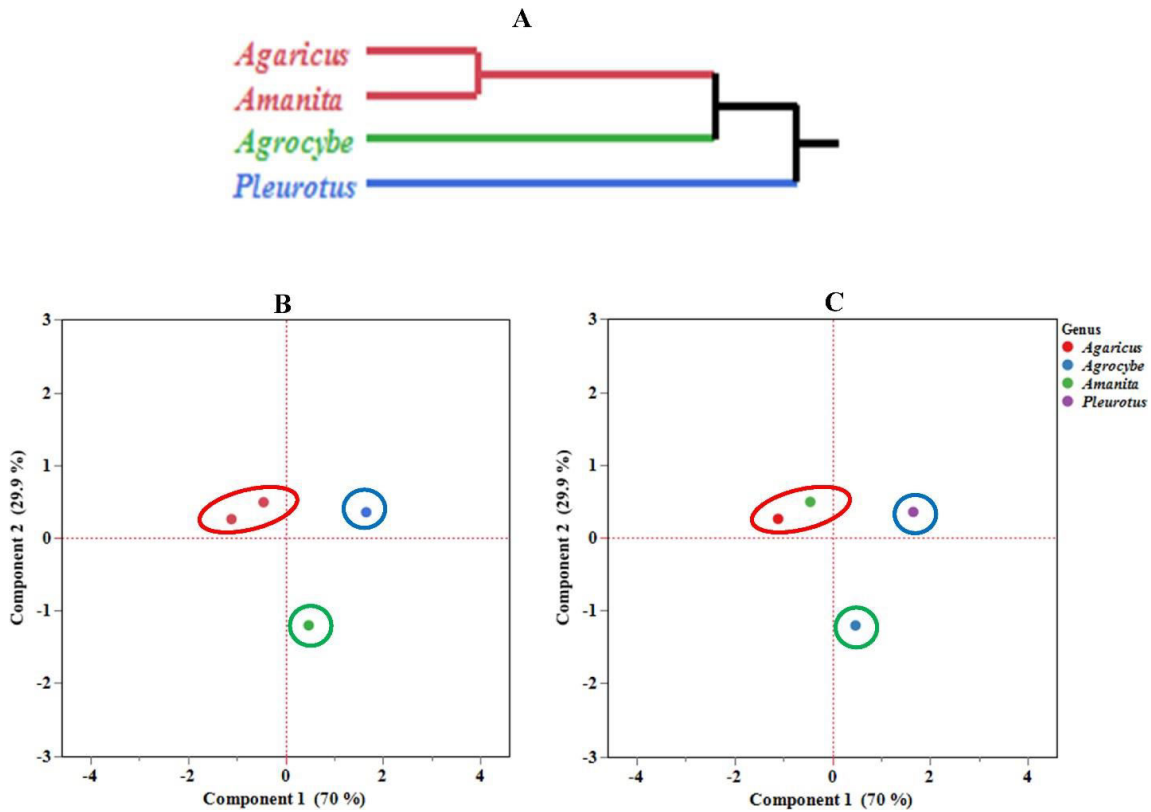 A
Agaricus
Amanita
Agrocybe
Pleurotus
B
3
2
1
0
-1
-2
-3
-4
-2
0
2
4
Component 2 (29.9 %)
Component 1 (70 %)
C
3
2
1
0
-1
-2
-3
-4
-2
0
2
4
Component 2 (29.9 %)
Component 1 (70 %)
Genus
Agaricus
Agrocybe
Amanita
Pleurotus